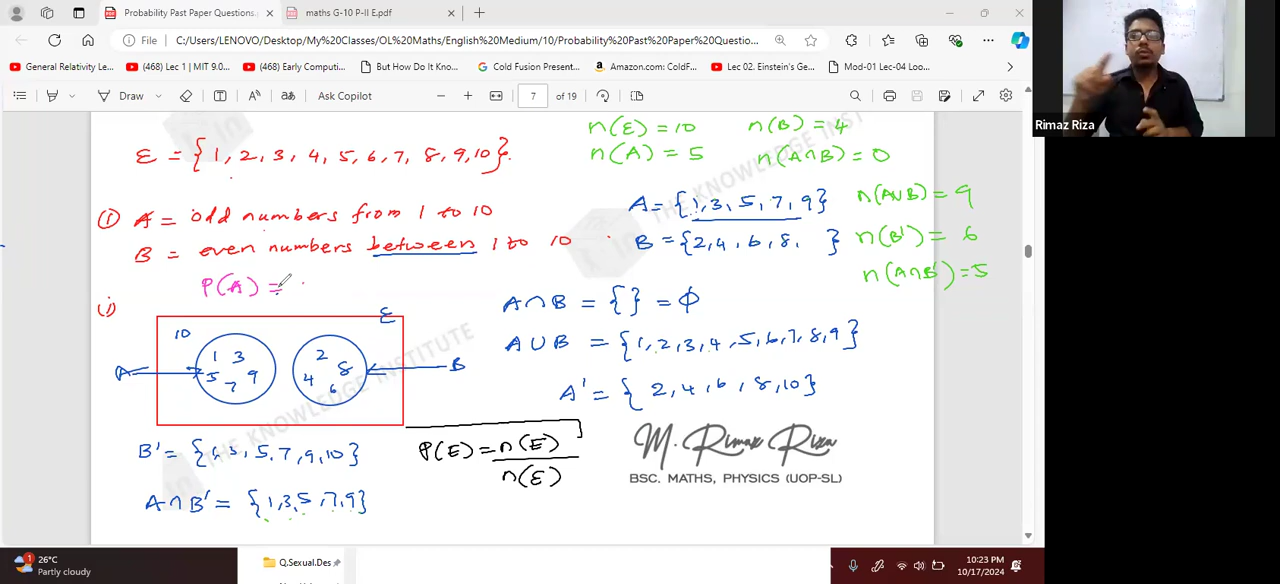 Probability Past Paper Questions.
maths G-10 P-II E.pdf
File
C:/Users/LENOVO/Desktop/My%20Classes/OL%20Maths/English%20Medium/10/Probability%20Past%20Paper%20Questio...
General Relativity Le...
(468) Lec 1 | MIT 9.0...
(468) Early Computi...
But How Do It Kno...
Cold Fusion Presen...
Amazon.com: ColdF...
Lec 02. Einstein's Ge...
Mod-01 Lec-04 Leo...
Draw
Ask Copilot
7 of 19
Rimaz Riza
n(Ɛ) = 10 n(B) = 4
n(A) = 5 n(A∩B) = 0
Ɛ = {1, 2, 3, 4, 5, 6, 7, 8, 9, 10}.
n(A∪B) = 9
A = {1, 3, 5, 7, 9}
(i) A = odd numbers from 1 to 10
n(B') = 6
B = {2, 4, 6, 8, }
B = even numbers between 1 to 10
n(A∩B') = 5
P(A) =
A∩B = { } = ϕ
(i)
Ɛ
10
A∪B = {1, 2, 3, 4, 5, 6, 7, 8, 9}
1 3
5 9
7
2
8
4
6
A
B
A' = {2, 4, 6, 8, 10}
P(E) = n(E)
n(Ɛ)
B' = {1, 3, 5, 7, 9, 10}
A∩B' = {1, 3, 5, 7, 9}
M. Rimaz Riza
BSC. MATHS, PHYSICS (UOP-SL)
THE KNOWLEDGE INSTITUTE
26°C
Partly cloudy
Q.Sexual.Des
10:23 PM
10/17/2024